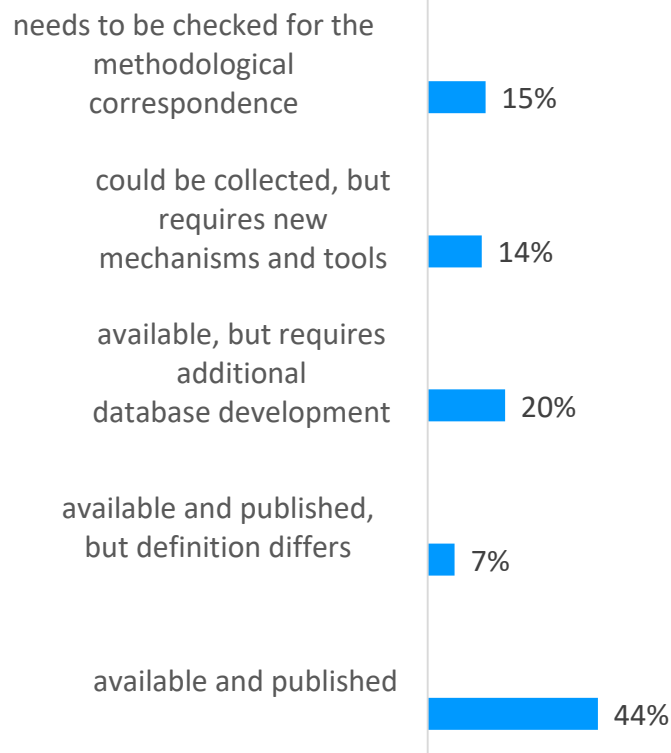 needs to be checked for the
methodological
correspondence
15%
could be collected, but
requires new
mechanisms and tools
14%
available, but requires
additional
database development
20%
available and published,
but definition differs
7%
available and published
44%